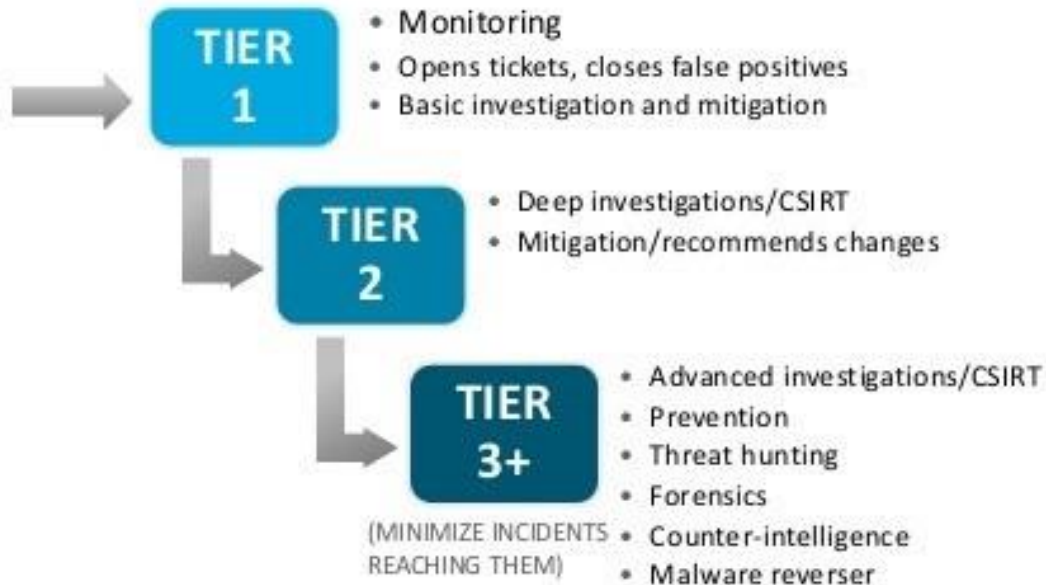 TIER
1
• Monitoring
• Opens tickets, closes false positives
• Basic investigation and mitigation
TIER
2
• Deep investigations/CSIRT
• Mitigation/recommends changes
TIER
3+
(MINIMIZE INCIDENTS
REACHING THEM)
• Advanced investigations/CSIRT
• Prevention
• Threat hunting
• Forensics
• Counter-intelligence
• Malware reverser